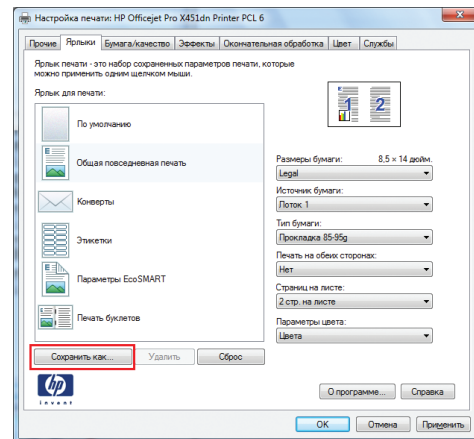 Настройка печати: HP Officejet Pro X451dn Printer PCL 6
Прочие Ярлыки Бумага/качество Эффекты Окончательная обработка Цвет Службы
Ярлык печати - это набор сохраненных параметров печати, которые
можно применить одним щелчком мыши.
Ярлык для печати:
По умолчанию
Общая повседневная печать
Конверты
Этикетки
Параметры EcoSMART
Печать буклетов
Сохранить как... Удалить Сброс
1 2
Размеры бумаги: 8,5 × 14 дюйм.
Legal
Источник бумаги:
Лоток 1
Тип бумаги:
Прокладка 85-95g
Печать на обеих сторонах:
Нет
Страниц на листе:
2 стр. на листе
Параметры цвета:
Цвета
hp
invent
О программе... Справка
OK Отмена Применить